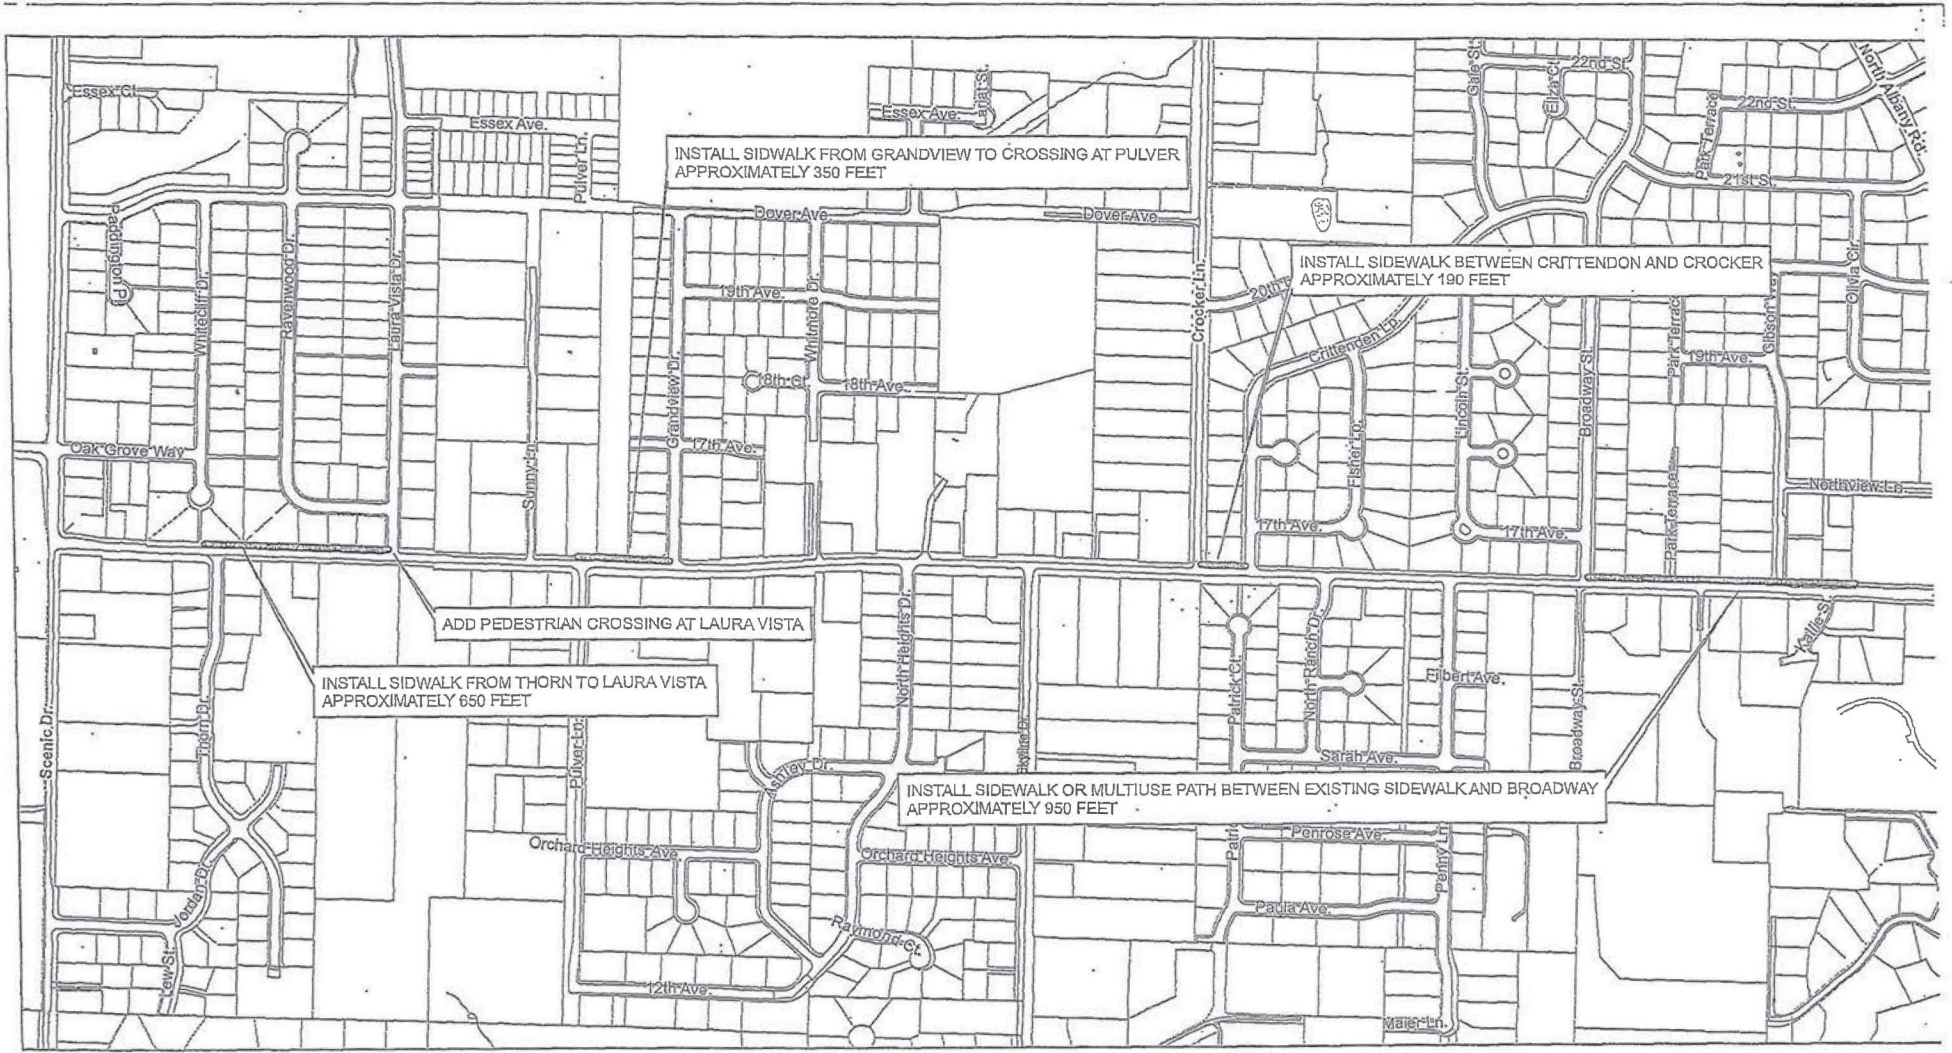 Essex Ct.
Essex Ave.
Pulver Ln.
Essex Ave.
Gale St.
Eliza Ct.
22nd St.
22nd St.
North Albany Rd.
Park Terrace
21st St.
INSTALL SIDWALK FROM GRANDVIEW TO CROSSING AT PULVER
APPROXIMATELY 350 FEET
Paddington Pl.
Dover Ave.
Dover Ave.
Whitecliff Dr.
Ravenwood Dr.
Laura Vista Dr.
19th Ave.
Whitmore Dr.
Crocker Ln.
20th
INSTALL SIDEWALK BETWEEN CRITTENDON AND CROCKER
APPROXIMATELY 190 FEET
Olivia Cir.
Park Terrace
Gibson
19th Ave.
Grandview Dr.
18th Ct.
18th Ave.
Crittenden Lp.
Lincoln St.
Broadway St.
Oak Grove Way
Sunny Ln.
17th Ave.
Fisher Lp.
17th Ave.
17th Ave.
Park Terrace
Northview Ln.
ADD PEDESTRIAN CROSSING AT LAURA VISTA
INSTALL SIDWALK FROM THORN TO LAURA VISTA
APPROXIMATELY 650 FEET
Scenic Dr.
Thorn Dr.
Pulver Ln.
North Heights Dr.
Patrick Ct.
North Ranch Dr.
Filbert Ave.
Broadway St.
Kallie St.
Sarah Ave.
Ashley Dr.
INSTALL SIDEWALK OR MULTIUSE PATH BETWEEN EXISTING SIDEWALK AND BROADWAY
APPROXIMATELY 950 FEET
Orchard Heights Ave.
Orchard Heights Ave.
Penrose Ave.
Penny Ln.
Jordan Dr.
Paula Ave.
Raymond Ct.
Lew St.
12th Ave.
Maier Ln.